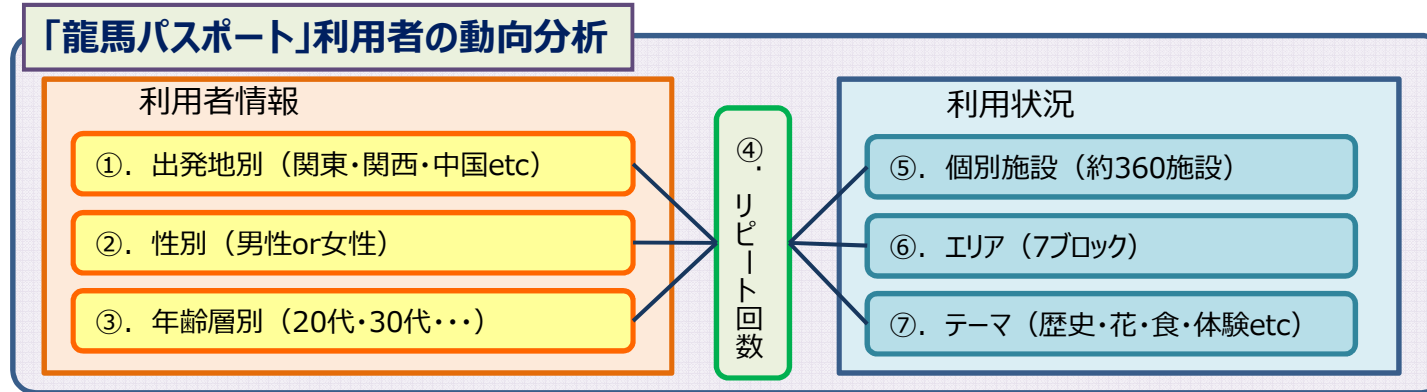 「龍馬パスポート」利用者の動向分析
利用者情報
①．出発地別（関東・関西・中国etc）
②．性別（男性or女性）
③．年齢層別（20代・30代・・・）
④．リピート回数
利用状況
⑤．個別施設（約360施設）
⑥．エリア（7ブロック）
⑦．テーマ（歴史・花・食・体験etc）